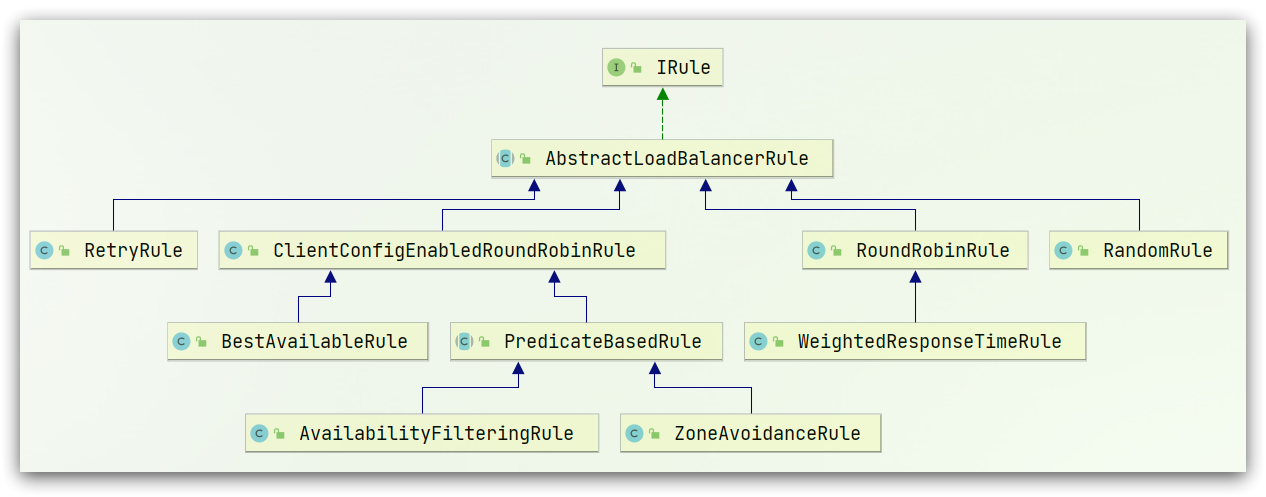 I IRule
C AbstractLoadBalancerRule
C RetryRule
C ClientConfigEnabledRoundRobinRule
C RoundRobinRule
C RandomRule
C BestAvailableRule
C PredicateBasedRule
C WeightedResponseTimeRule
C AvailabilityFilteringRule
C ZoneAvoidanceRule